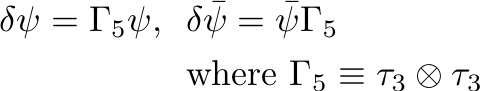 δψ = Γ₅ψ, δψ̄ = ψ̄Γ₅
where Γ₅ ≡ τ₃ ⊗ τ₃